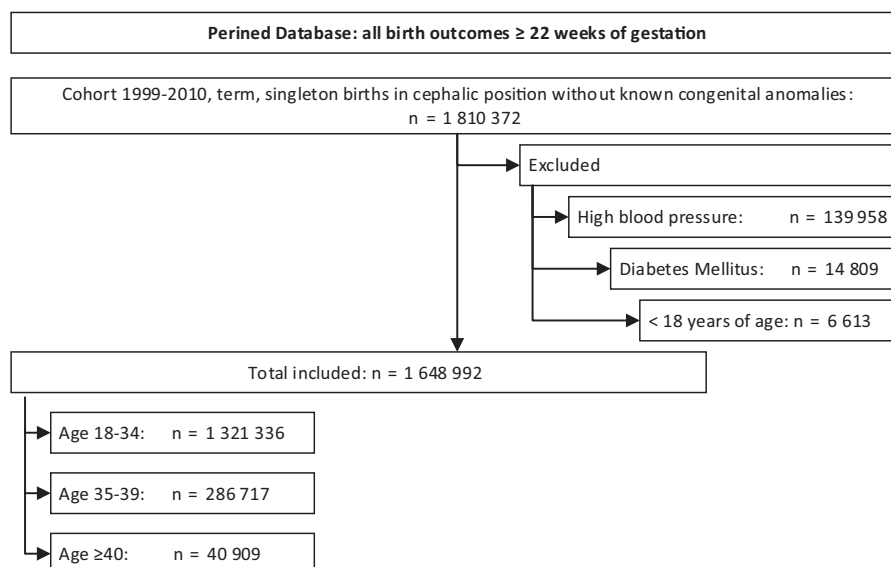 Perined Database: all birth outcomes ≥ 22 weeks of gestation
Cohort 1999-2010, term, singleton births in cephalic position without known congenital anomalies:
n = 1 810 372
Excluded
High blood pressure: n = 139 958
Diabetes Mellitus: n = 14 809
< 18 years of age: n = 6 613
Total included: n = 1 648 992
Age 18-34: n = 1 321 336
Age 35-39: n = 286 717
Age ≥40: n = 40 909